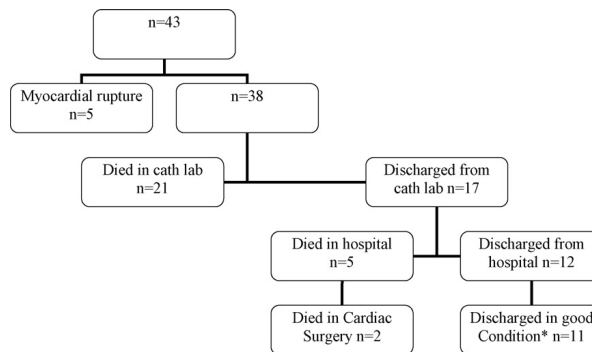 n=43
Myocardial rupture
n=5
n=38
Died in cath lab
n=21
Discharged from
cath lab n=17
Died in hospital
n=5
Discharged from
hospital n=12
Died in Cardiac
Surgery n=2
Discharged in good
Condition* n=11